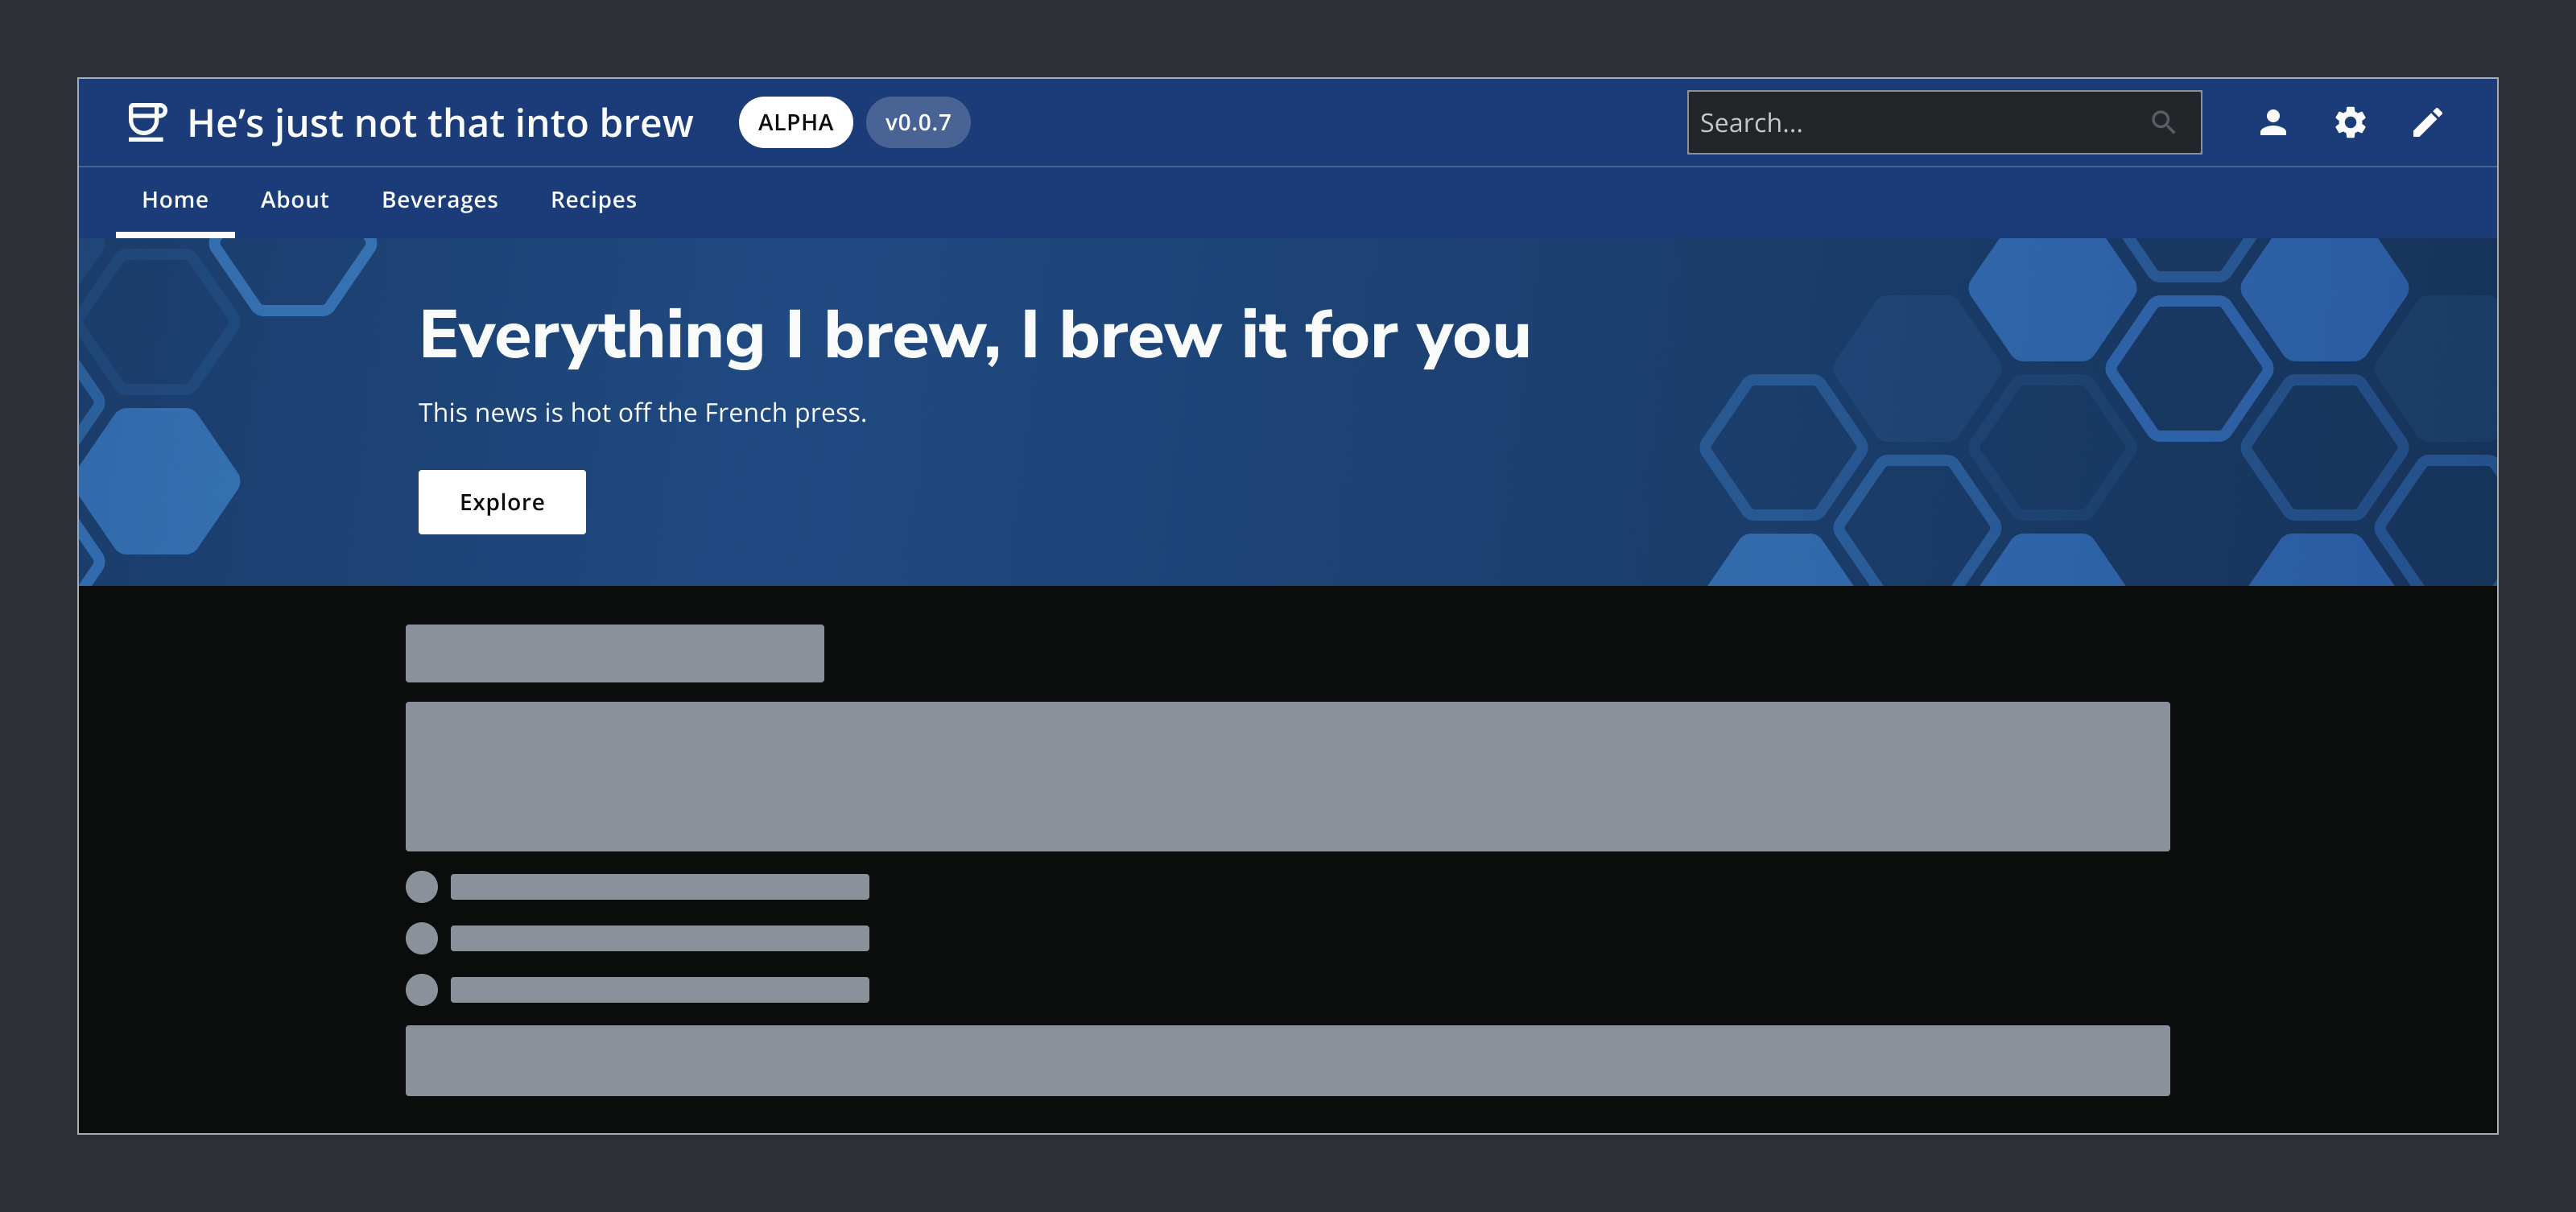 He’s just not that into brew
ALPHA
v0.0.7
Search...
Home
About
Beverages
Recipes
Everything I brew, I brew it for you
This news is hot off the French press.
Explore